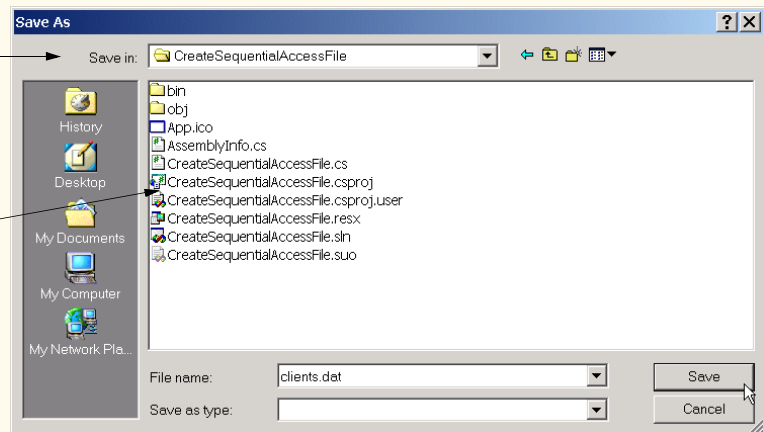 Save As
Save in: CreateSequentialAccessFile
History
Desktop
My Documents
My Computer
My Network Pla...
bin
obj
App.ico
AssemblyInfo.cs
CreateSequentialAccessFile.cs
CreateSequentialAccessFile.csproj
CreateSequentialAccessFile.csproj.user
CreateSequentialAccessFile.resx
CreateSequentialAccessFile.sln
CreateSequentialAccessFile.suo
File name: clients.dat
Save
Save as type:
Cancel